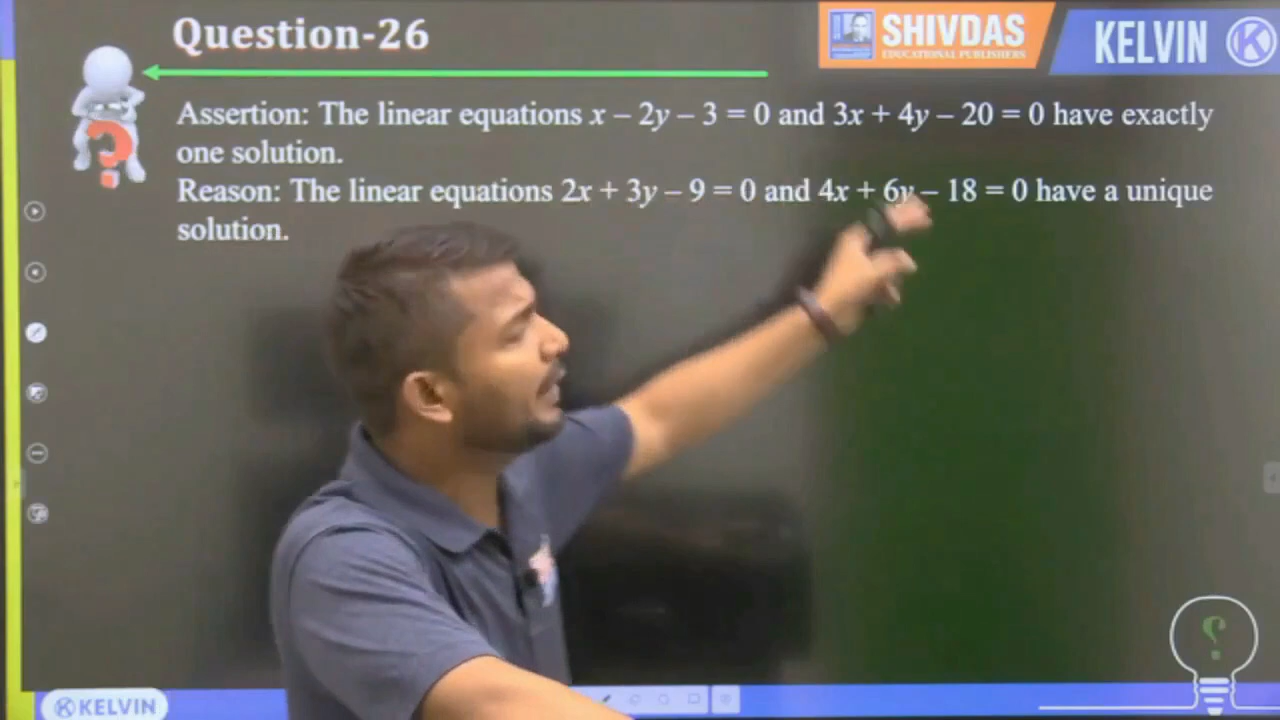 Question-26
SHIVDAS
EDUCATIONAL PUBLISHERS
KELVIN
Assertion: The linear equations x – 2y – 3 = 0 and 3x + 4y – 20 = 0 have exactly
one solution.
Reason: The linear equations 2x + 3y – 9 = 0 and 4x + 6y – 18 = 0 have a unique
solution.
KELVIN